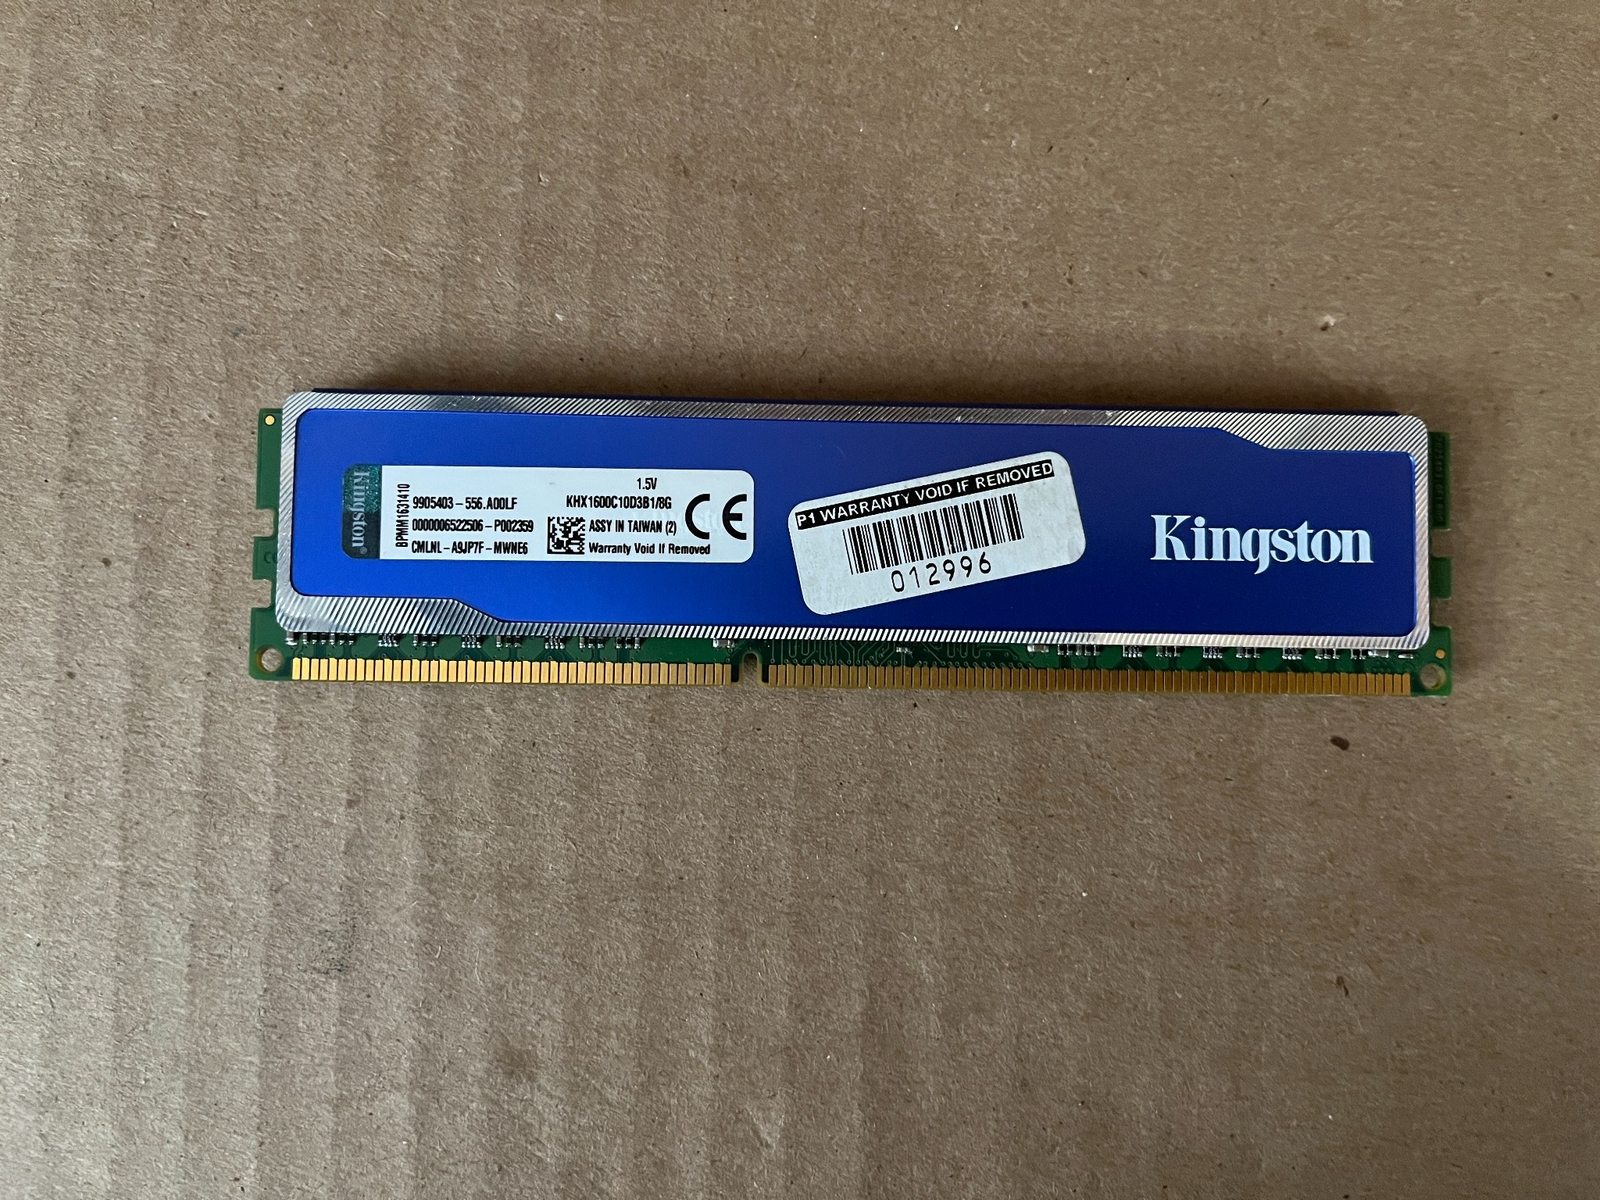 Kingston
BPMM1631410
9905403-556.A00LF
0000006522506-P002359
CMLNL-A9JP7F-MWNE6
1.5V
KHX1600C10D3B1/8G
ASSY IN TAIWAN (2)
Warranty Void If Removed
CE
P1 WARRANTY VOID IF REMOVED
012996
Kingston